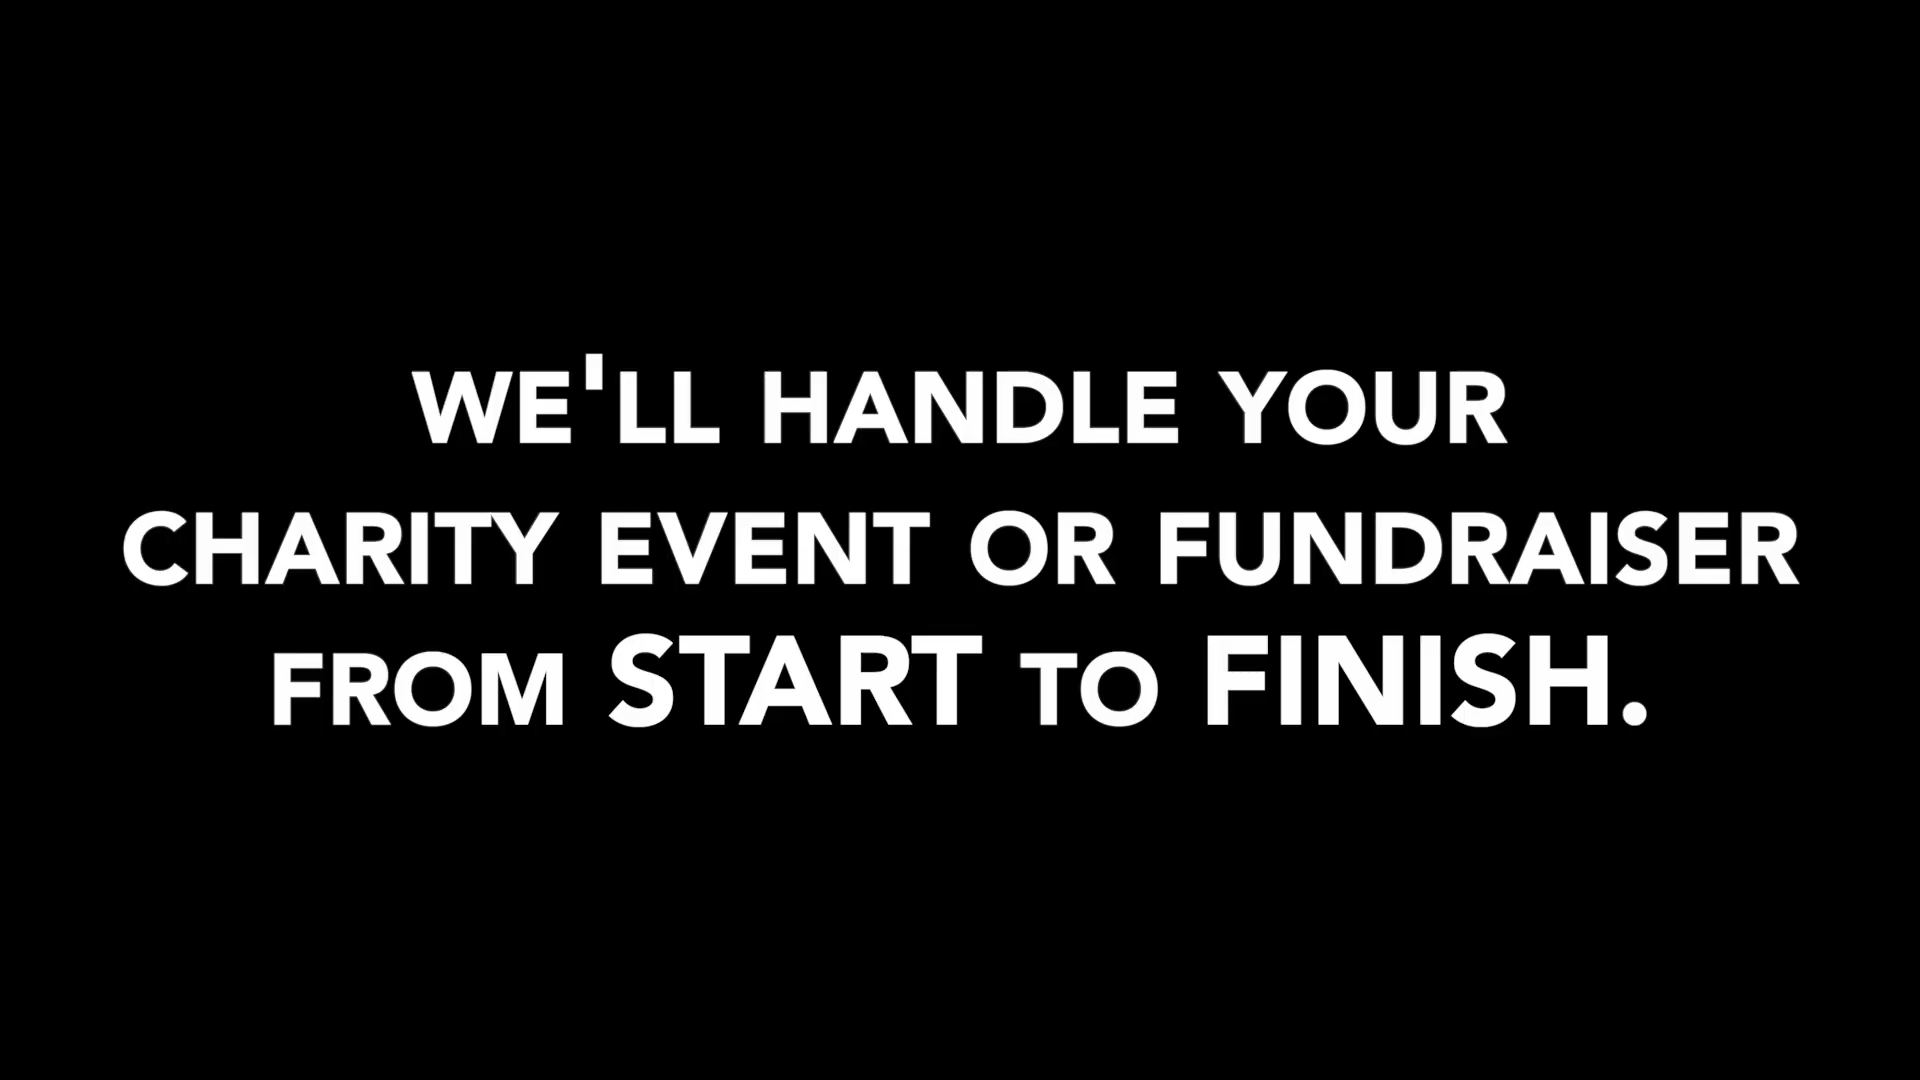 WE'LL HANDLE YOUR
CHARITY EVENT OR FUNDRAISER
FROM START TO FINISH.